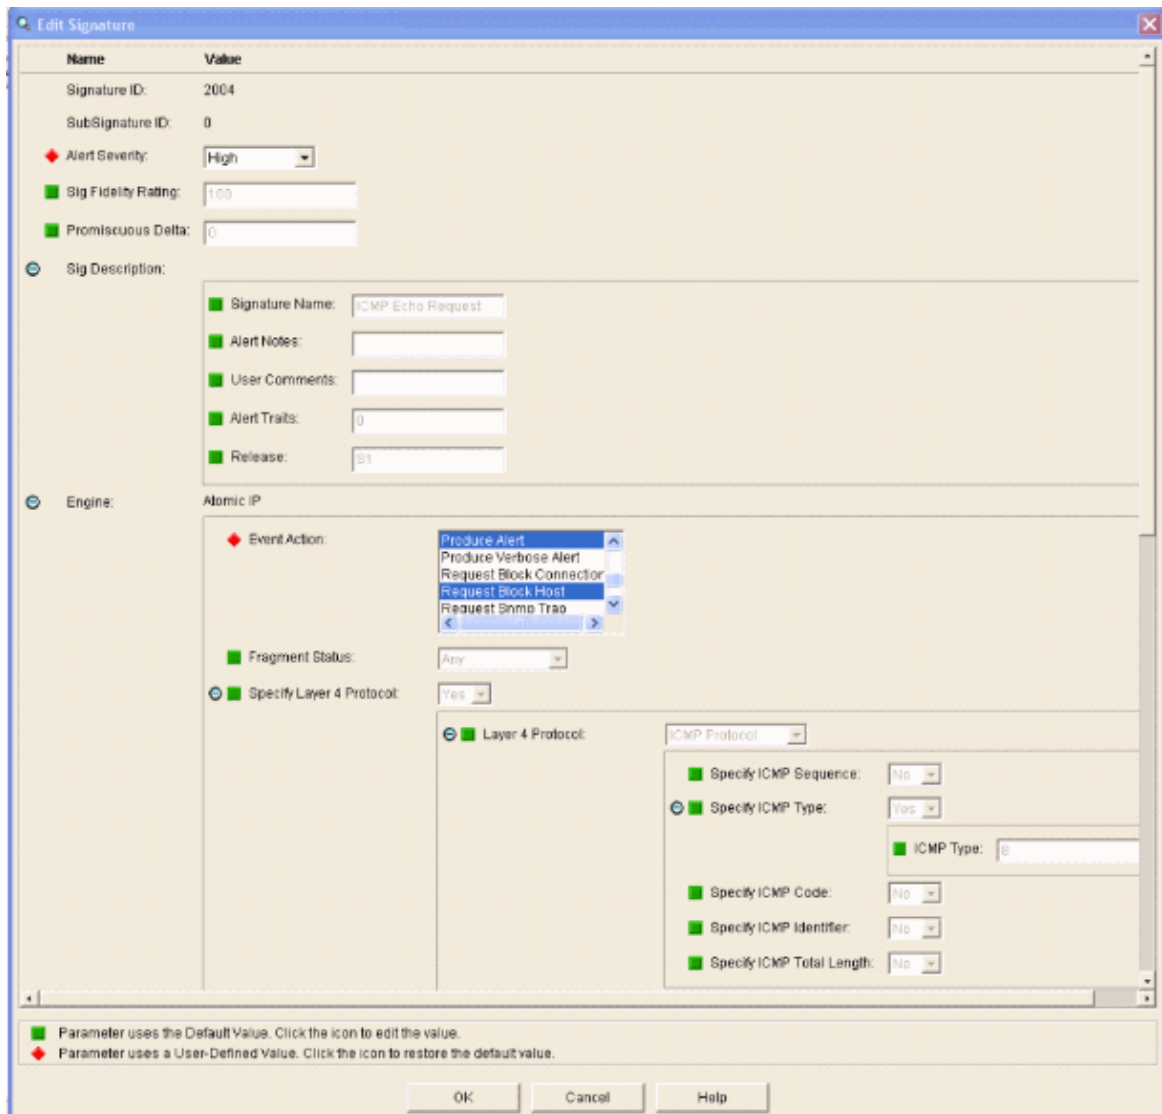 Edit Signature
Name Value
Signature ID: 2004
SubSignature ID: 0
Alert Severity: High
Sig Fidelity Rating: 100
Promiscuous Delta: 0
Sig Description:
Signature Name: ICMP Echo Request
Alert Notes:
User Comments:
Alert Traits: 0
Release: S1
Engine: Atomic IP
Event Action: Produce Alert
Produce Verbose Alert
Request Block Connection
Request Block Host
Request Snmp Trap
Fragment Status: Any
Specify Layer 4 Protocol: Yes
Layer 4 Protocol: ICMP Protocol
Specify ICMP Sequence: No
Specify ICMP Type: Yes
ICMP Type: 8
Specify ICMP Code: No
Specify ICMP Identifier: No
Specify ICMP Total Length: No
Parameter uses the Default Value. Click the icon to edit the value.
Parameter uses a User-Defined Value. Click the icon to restore the default value.
OK Cancel Help